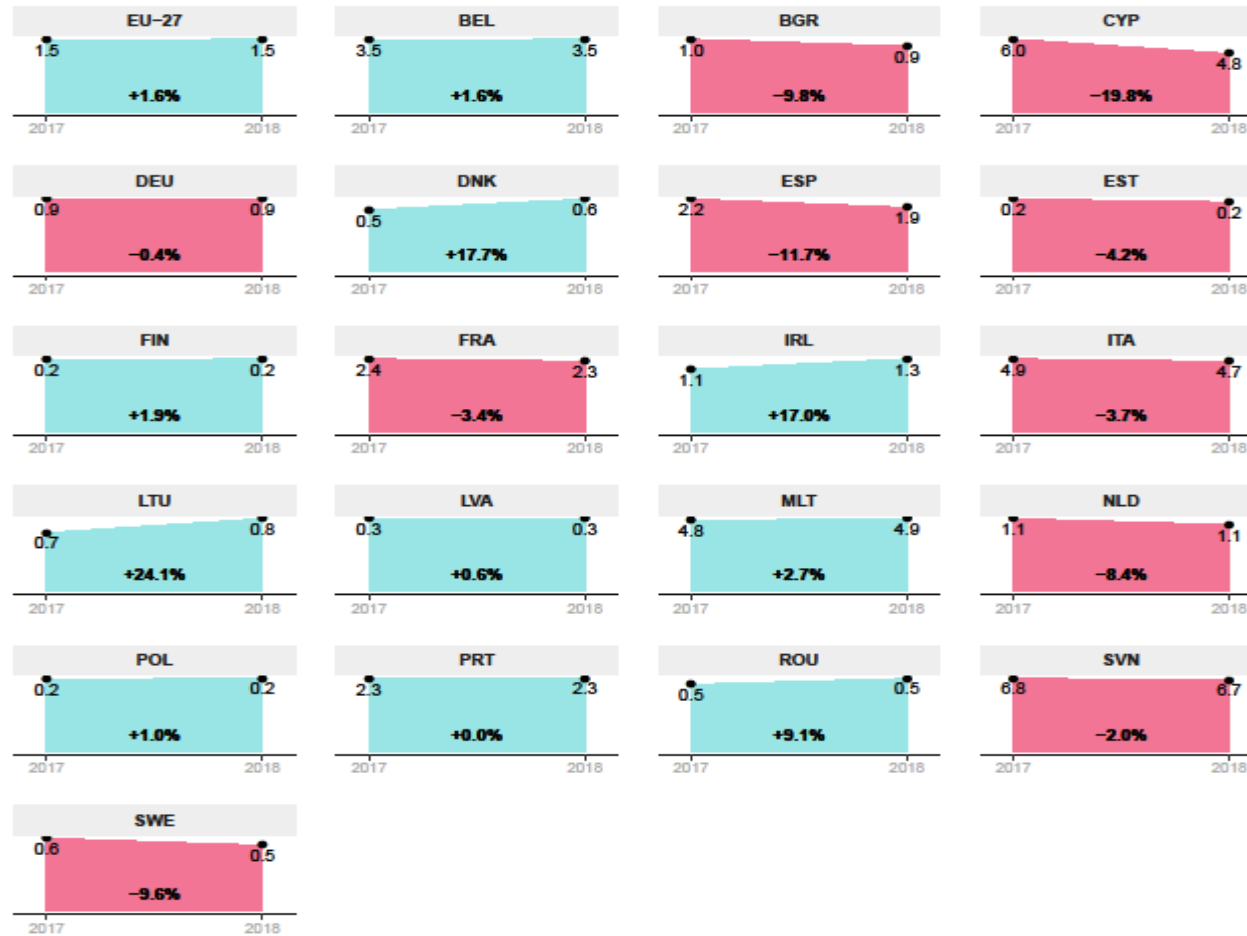 EU−27 BEL BGR CYP
1.5 1.5 3.5 3.5 1.0 0.9 6.0 4.8
+1.6% +1.6% −9.8% −19.8%
2017 2018 2017 2018 2017 2018 2017 2018
DEU DNK ESP EST
0.9 0.9 0.5 0.6 2.2 1.9 0.2 0.2
−0.4% +17.7% −11.7% −4.2%
2017 2018 2017 2018 2017 2018 2017 2018
FIN FRA IRL ITA
0.2 0.2 2.4 2.3 1.1 1.3 4.9 4.7
+1.9% −3.4% +17.0% −3.7%
2017 2018 2017 2018 2017 2018 2017 2018
LTU LVA MLT NLD
0.7 0.8 0.3 0.3 4.8 4.9 1.1 1.1
+24.1% +0.6% +2.7% −8.4%
2017 2018 2017 2018 2017 2018 2017 2018
POL PRT ROU SVN
0.2 0.2 2.3 2.3 0.5 0.5 6.8 6.7
+1.0% +0.0% +9.1% −2.0%
2017 2018 2017 2018 2017 2018 2017 2018
SWE
0.6 0.5
−9.6%
2017 2018